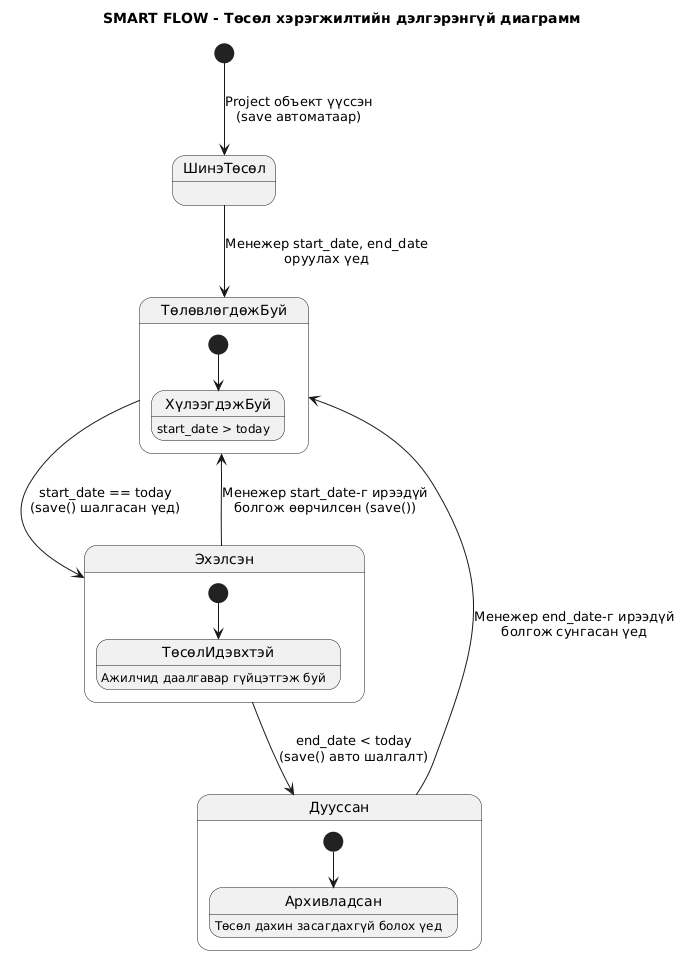 SMART FLOW - Төсөл хэрэгжилтийн дэлгэрэнгүй диаграмм
Project объект үүссэн
(save автоматаар)
ШинэТөсөл
Менежер start_date, end_date
оруулах үед
ТөлөвлөгдөжБуй
ХүлээгдэжБуй
start_date > today
start_date == today
(save() шалгасан үед)
Менежер start_date-г ирээдүй
болгож өөрчилсөн (save())
Эхэлсэн
ТөсөлИдэвхтэй
Ажилчид даалгавар гүйцэтгэж буй
Менежер end_date-г ирээдүй
болгож сунгасан үед
end_date < today
(save() авто шалгалт)
Дууссан
Архивладсан
Төсөл дахин засагдахгүй болох үед